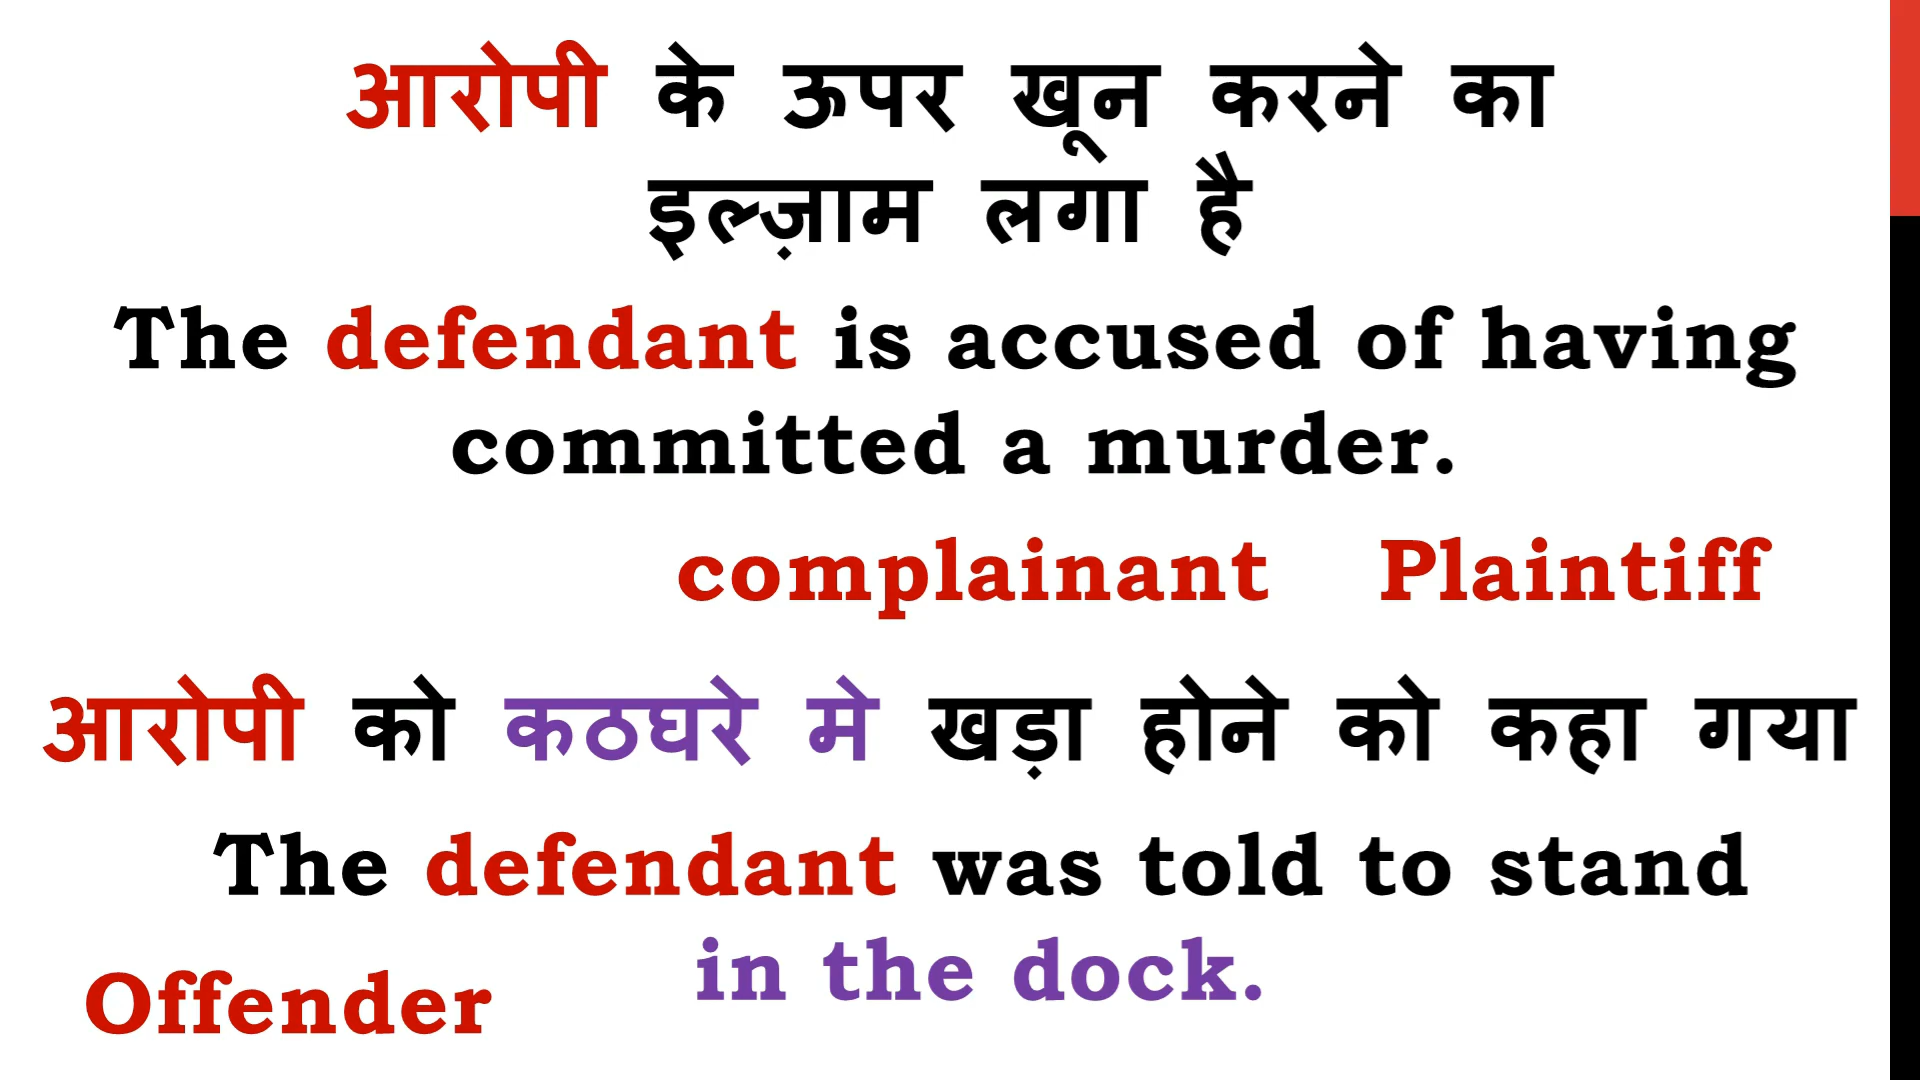 आरोपी के ऊपर खून करने का
इल्ज़ाम लगा है
The defendant is accused of having
committed a murder.
complainant Plaintiff
आरोपी को कठघरे मे खड़ा होने को कहा गया
The defendant was told to stand
in the dock.
Offender